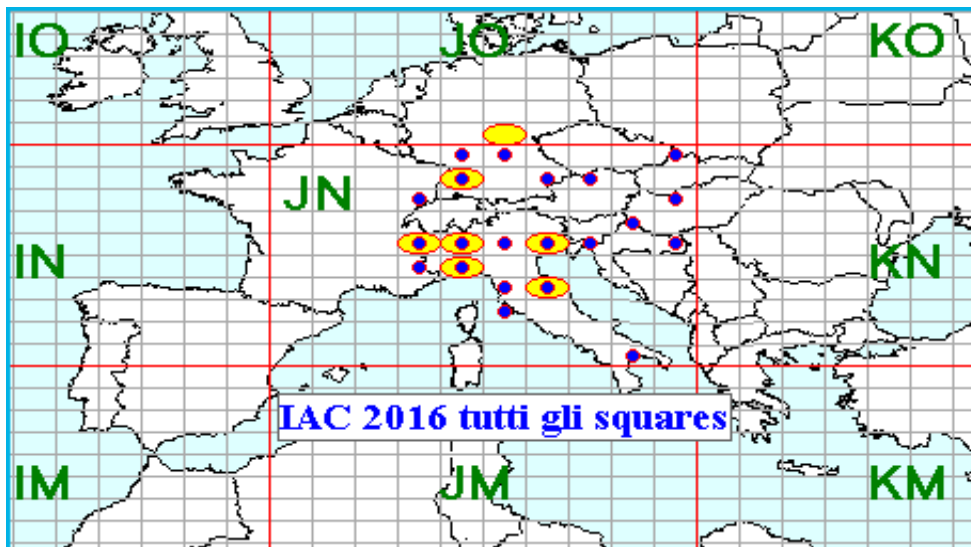 IO JO KO
JN
IN KN
IAC 2016 tutti gli squares
IM JM KM